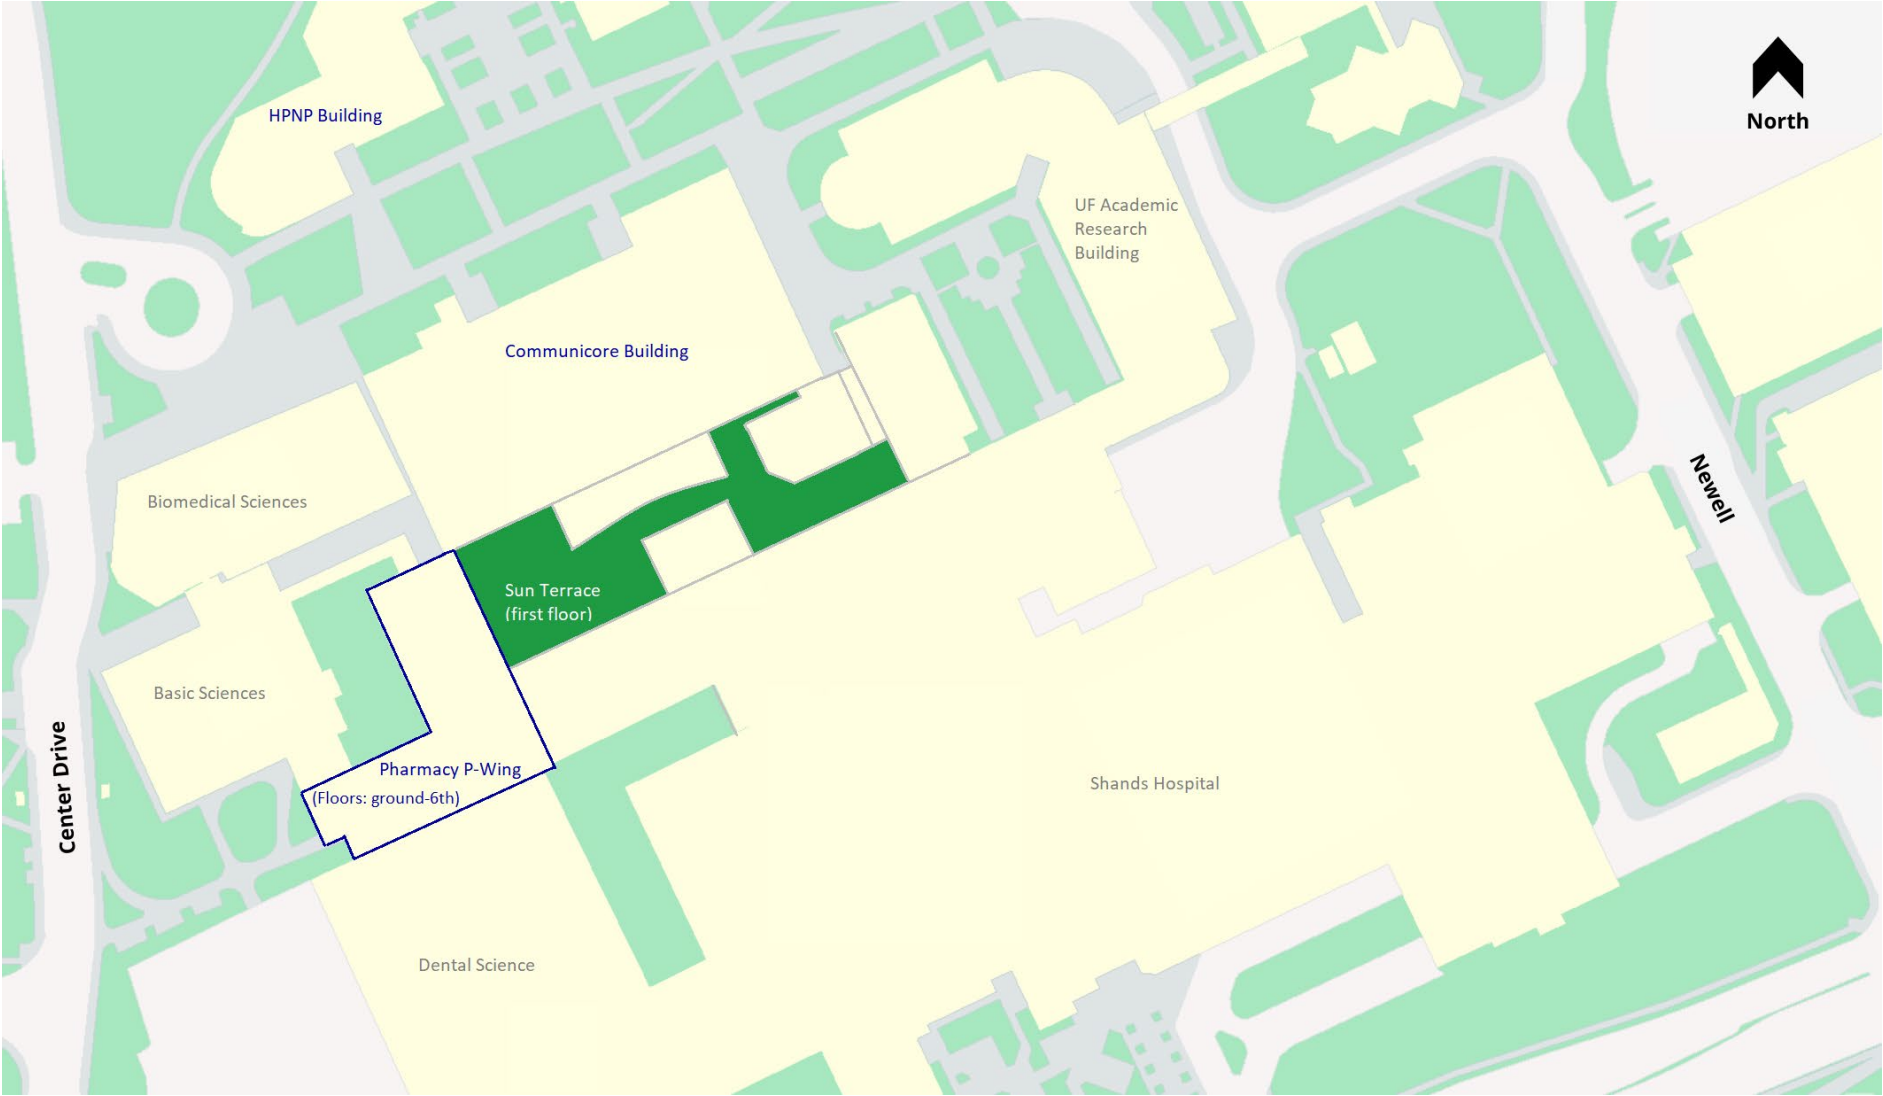 HPNP Building
North
UF Academic
Research
Building
Communicore Building
Biomedical Sciences
Newell
Sun Terrace
(first floor)
Basic Sciences
Center Drive
Pharmacy P-Wing
(Floors: ground-6th)
Shands Hospital
Dental Science